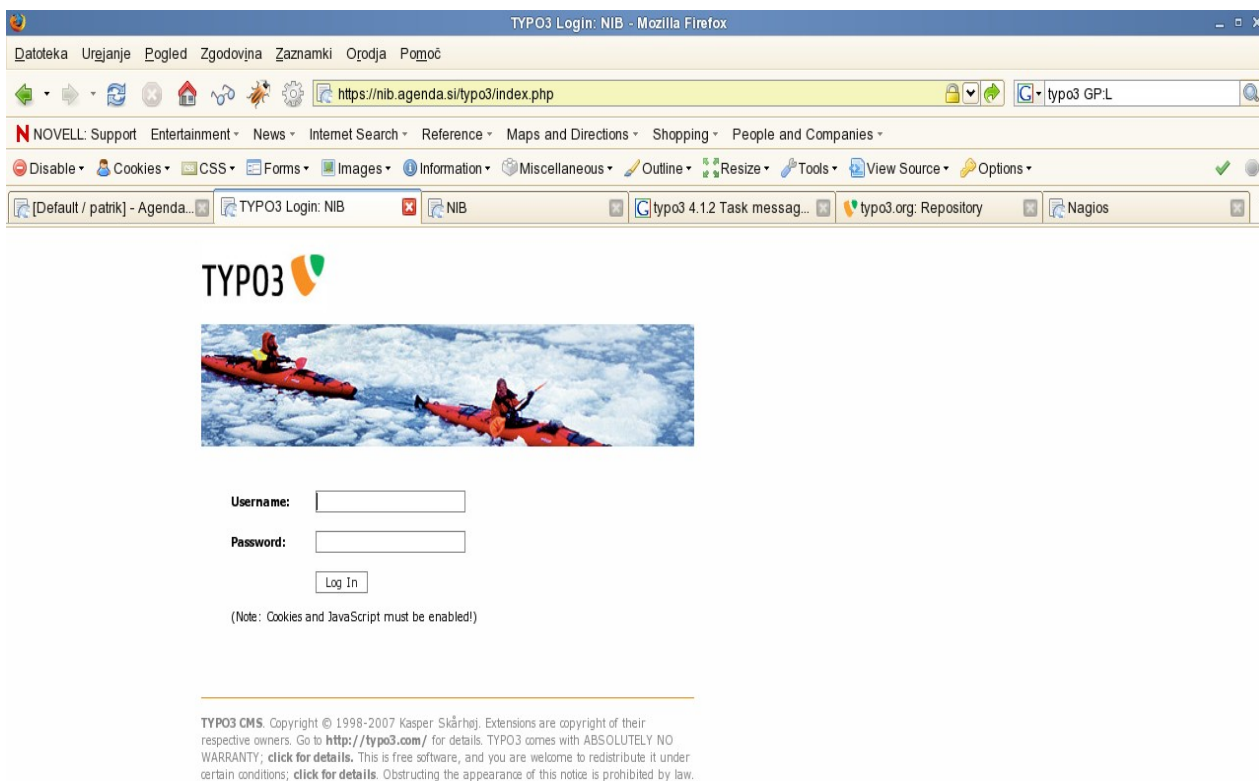 TYPO3 Login: NIB - Mozilla Firefox
Datoteka Urejanje Pogled Zgodovina Zaznamki Orodja Pomoč
https://nib.agenda.si/typo3/index.php
typo3 GP:L
NOVELL: Support Entertainment News Internet Search Reference Maps and Directions Shopping People and Companies
Disable Cookies CSS Forms Images Information Miscellaneous Outline Resize Tools View Source Options
[Default / patrik] - Agenda... TYPO3 Login: NIB NIB typo3 4.1.2 Task messag... typo3.org: Repository Nagios
TYPO3
Username:
Password:
Log In
(Note: Cookies and JavaScript must be enabled!)
TYPO3 CMS. Copyright © 1998-2007 Kasper Skårhøj. Extensions are copyright of their
respective owners. Go to http://typo3.com/ for details. TYPO3 comes with ABSOLUTELY NO
WARRANTY; click for details. This is free software, and you are welcome to redistribute it under
certain conditions; click for details. Obstructing the appearance of this notice is prohibited by law.